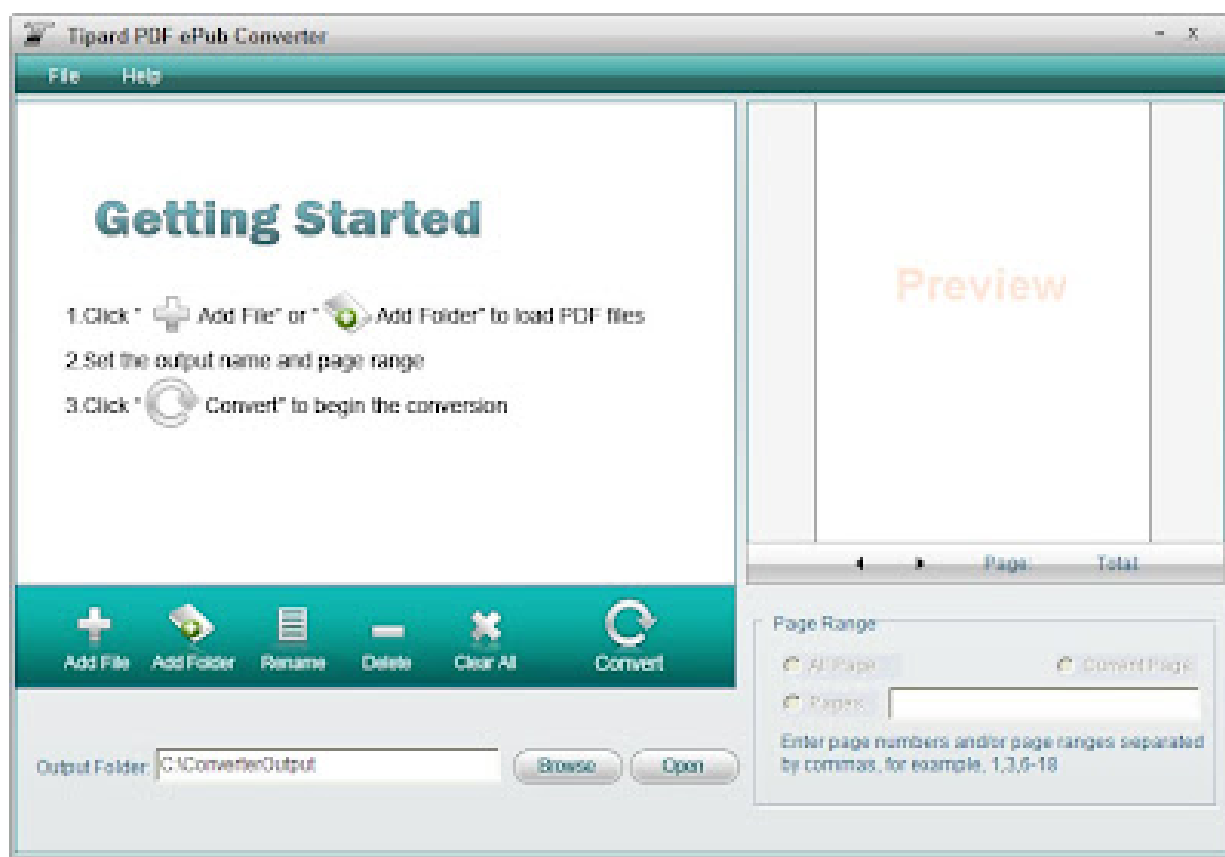 Tipard PDF ePub Converter
File Help
Getting Started
1.Click " Add File" or " Add Folder" to load PDF files
2.Set the output name and page range
3.Click " Convert" to begin the conversion
Preview
Page: Total:
Add File Add Folder Rename Delete Clear All Convert
Output Folder: C:\ConverterOutput Browse Open
Page Range
All Page Current Page
Pages
Enter page numbers and/or page ranges separated
by commas, for example, 1,3,6-18